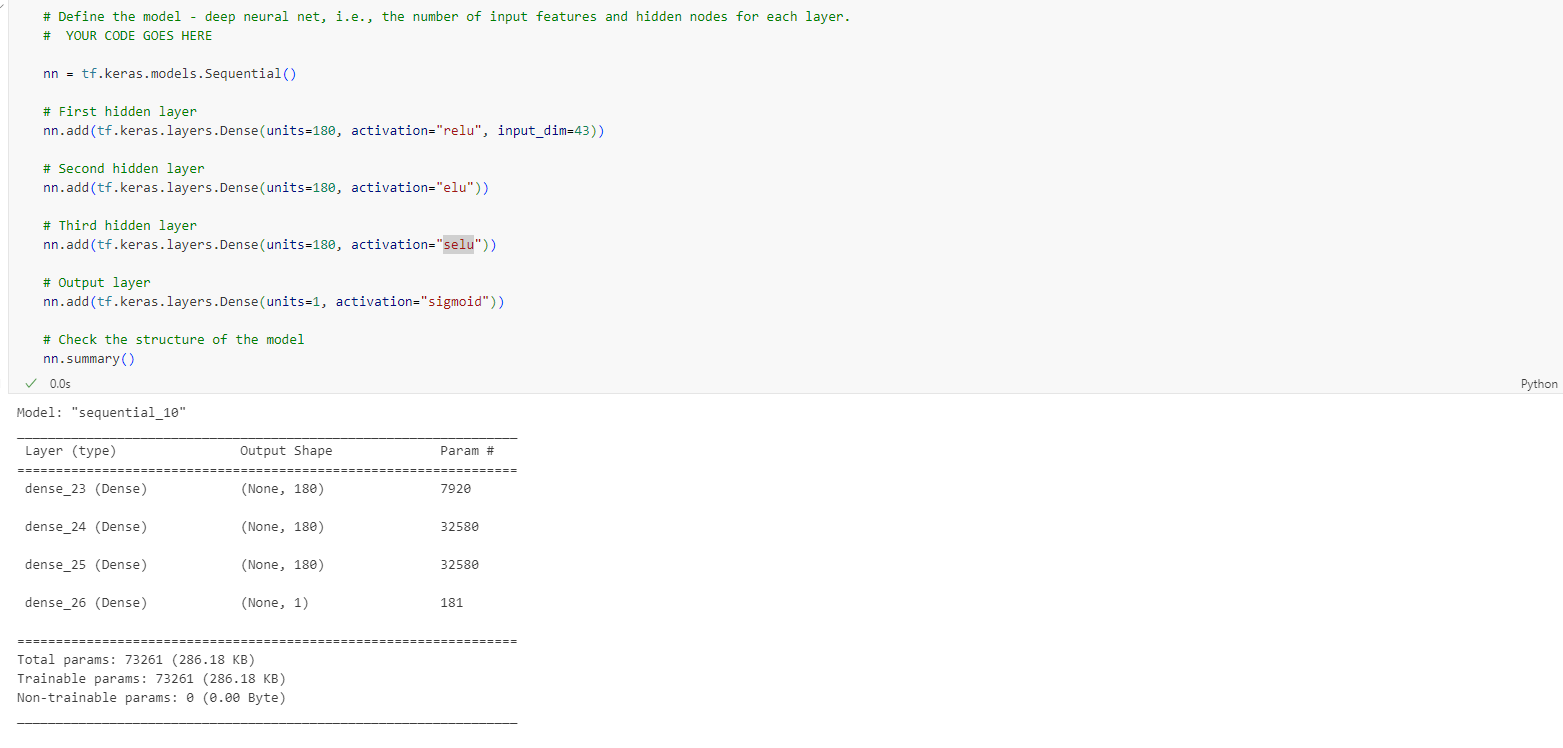 # Define the model - deep neural net, i.e., the number of input features and hidden nodes for each layer.
#  YOUR CODE GOES HERE
nn = tf.keras.models.Sequential()
# First hidden layer
nn.add(tf.keras.layers.Dense(units=180, activation="relu", input_dim=43))
# Second hidden layer
nn.add(tf.keras.layers.Dense(units=180, activation="elu"))
# Third hidden layer
nn.add(tf.keras.layers.Dense(units=180, activation="selu"))
# Output layer
nn.add(tf.keras.layers.Dense(units=1, activation="sigmoid"))
# Check the structure of the model
nn.summary()
0.0s Python
Model: "sequential_10"
_________________________________________________________________
Layer (type) Output Shape Param #
=================================================================
dense_23 (Dense) (None, 180) 7920
dense_24 (Dense) (None, 180) 32580
dense_25 (Dense) (None, 180) 32580
dense_26 (Dense) (None, 1) 181
=================================================================
Total params: 73261 (286.18 KB)
Trainable params: 73261 (286.18 KB)
Non-trainable params: 0 (0.00 Byte)
_________________________________________________________________